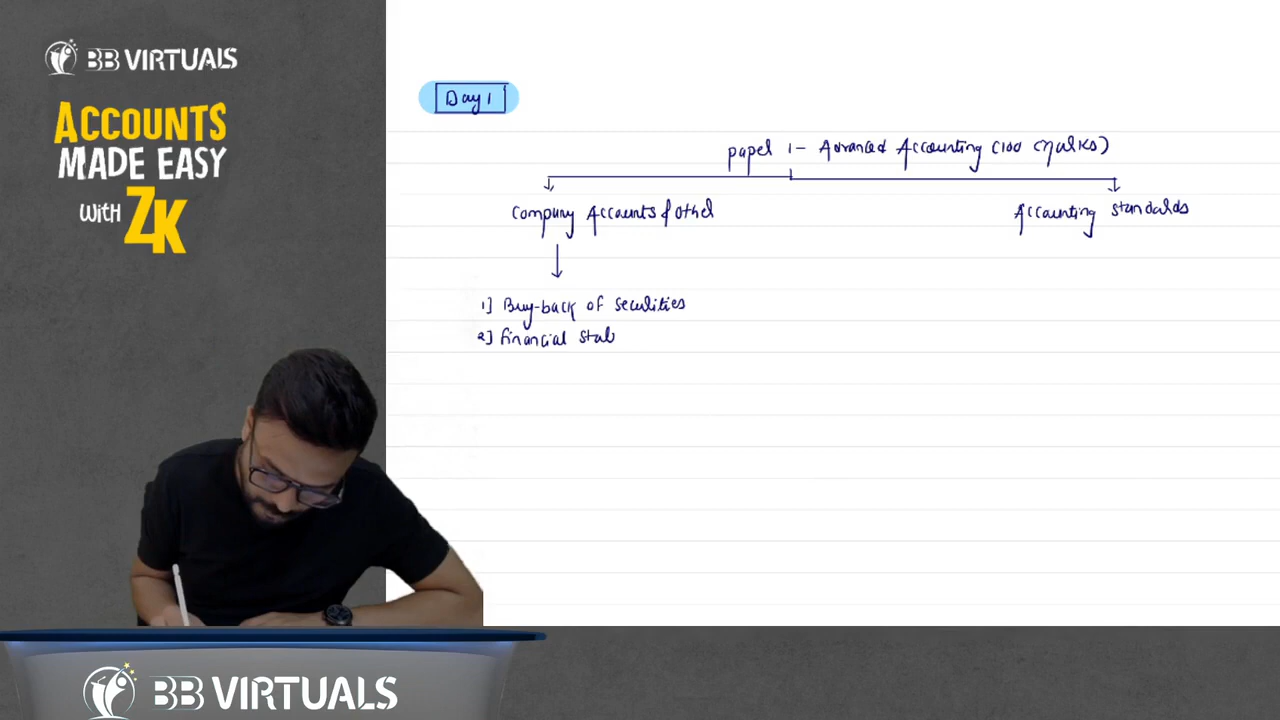 BB VIRTUALS
ACCOUNTS
MADE EASY
WITH ZK
Day 1
paper 1 - Advanced Accounting (100 Marks)
Company Accounts & Other
Accounting Standards
1] Buy-back of Securities
2] Financial Stat
BB VIRTUALS